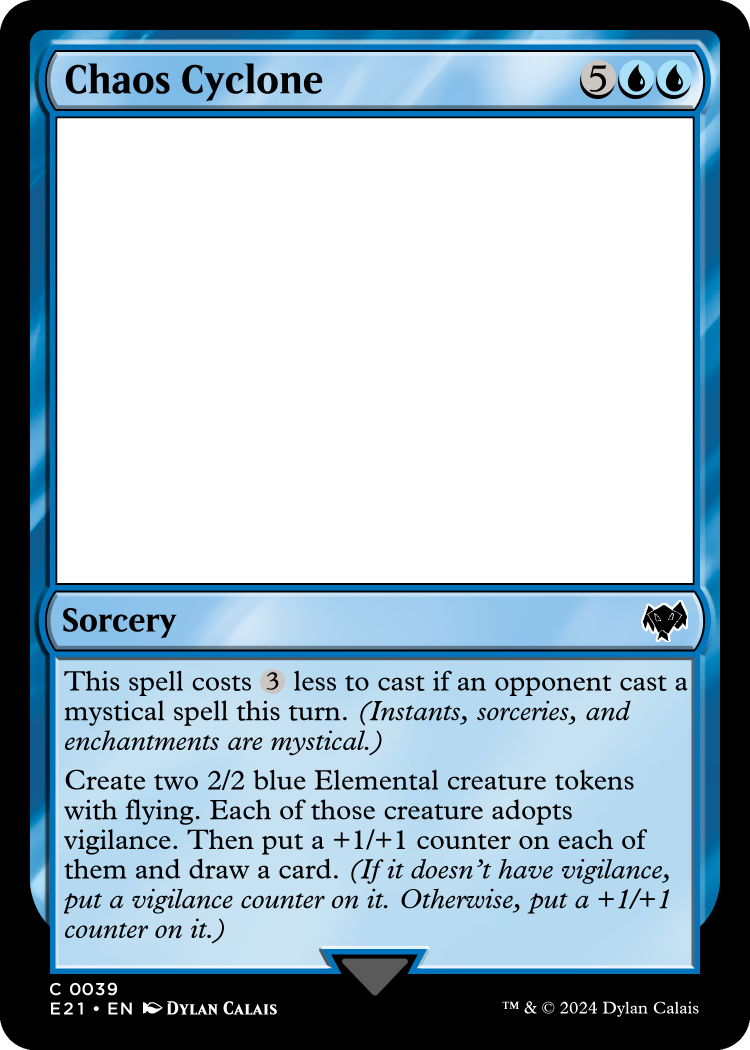 Chaos Cyclone 5
Sorcery
This spell costs 3 less to cast if an opponent cast a
mystical spell this turn. (Instants, sorceries, and
enchantments are mystical.)
Create two 2/2 blue Elemental creature tokens
with flying. Each of those creature adopts
vigilance. Then put a +1/+1 counter on each of
them and draw a card. (If it doesn't have vigilance,
put a vigilance counter on it. Otherwise, put a +1/+1
counter on it.)
C 0039
E21 • EN Dylan Calais
™ & © 2024 Dylan Calais